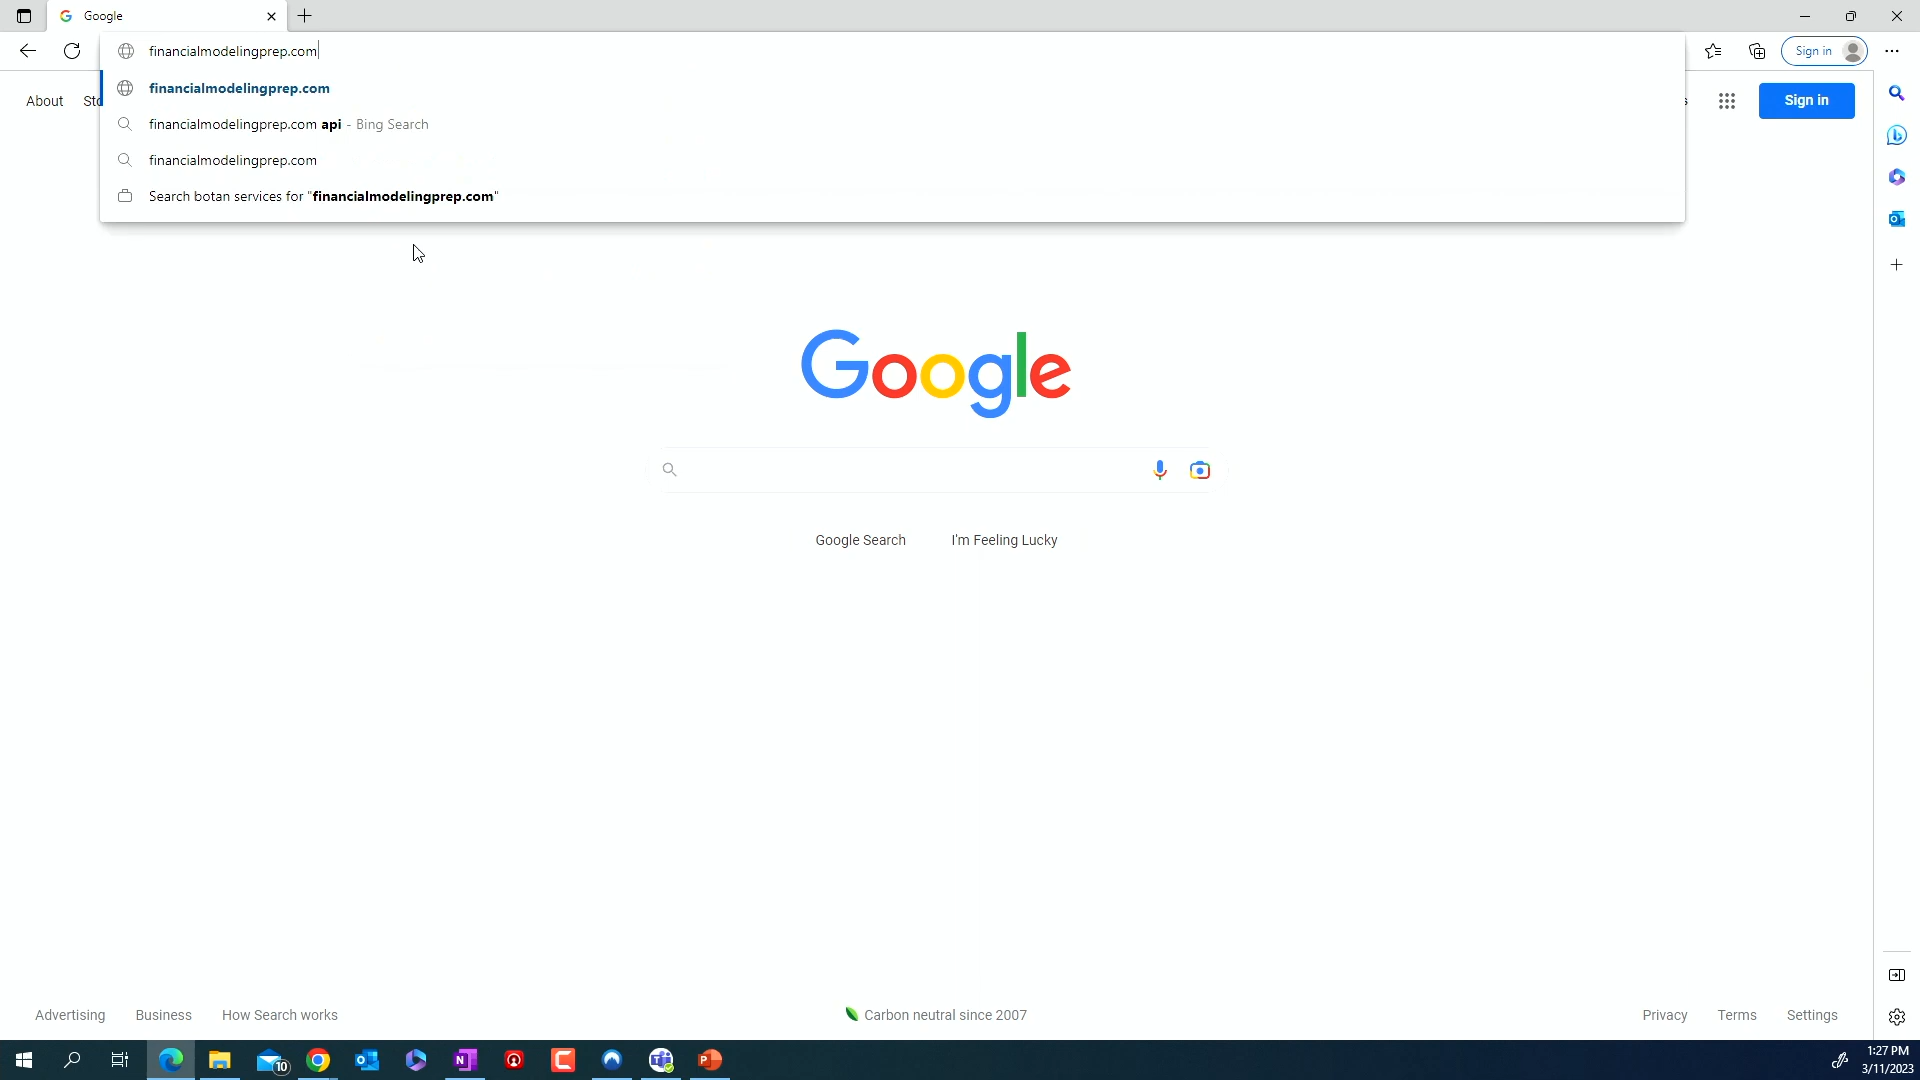 Google
financialmodelingprep.com
Sign in
financialmodelingprep.com
financialmodelingprep.com api - Bing Search
financialmodelingprep.com
Search botan services for "financialmodelingprep.com"
About
Sign in
Google
Google Search
I'm Feeling Lucky
Advertising
Business
How Search works
Carbon neutral since 2007
Privacy
Terms
Settings
10
1:27 PM
3/11/2023